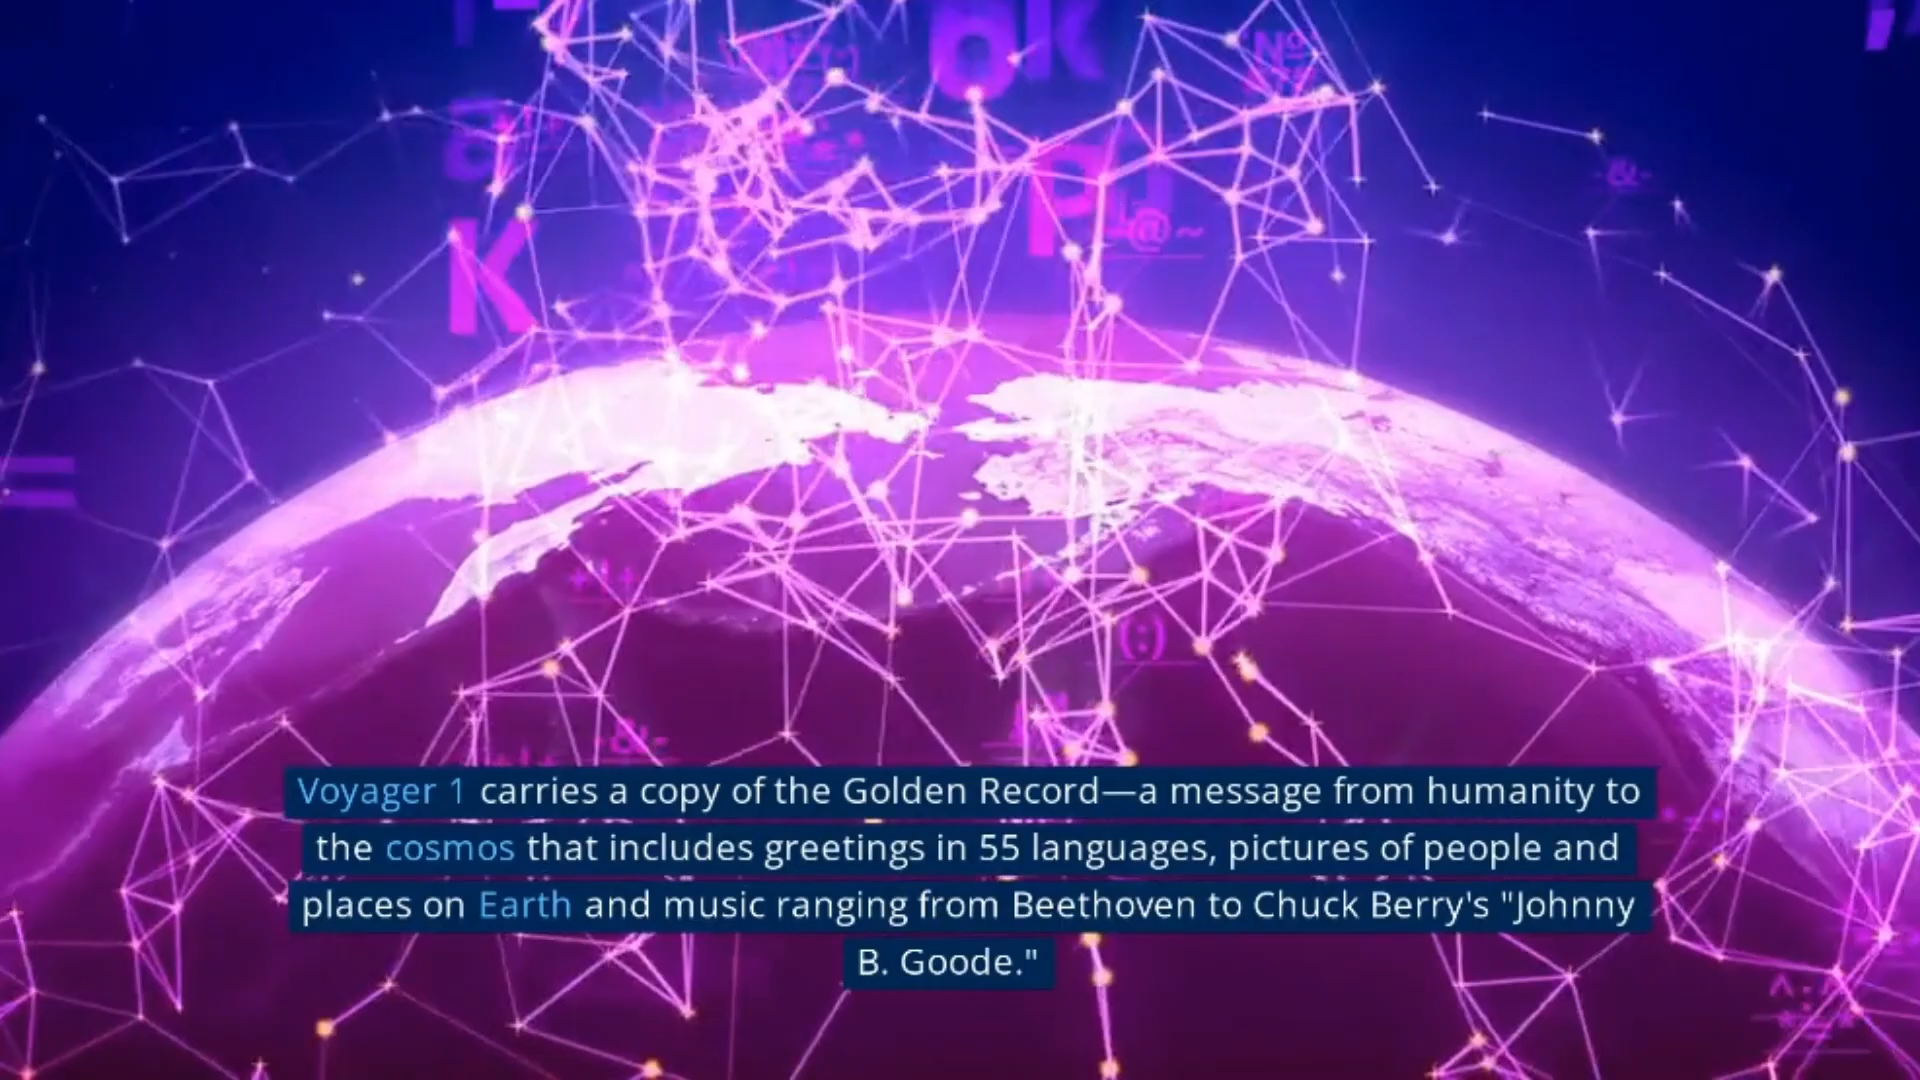 K
P
@~
(:)
Voyager 1 carries a copy of the Golden Record—a message from humanity to
the cosmos that includes greetings in 55 languages, pictures of people and
places on Earth and music ranging from Beethoven to Chuck Berry's "Johnny
B. Goode."